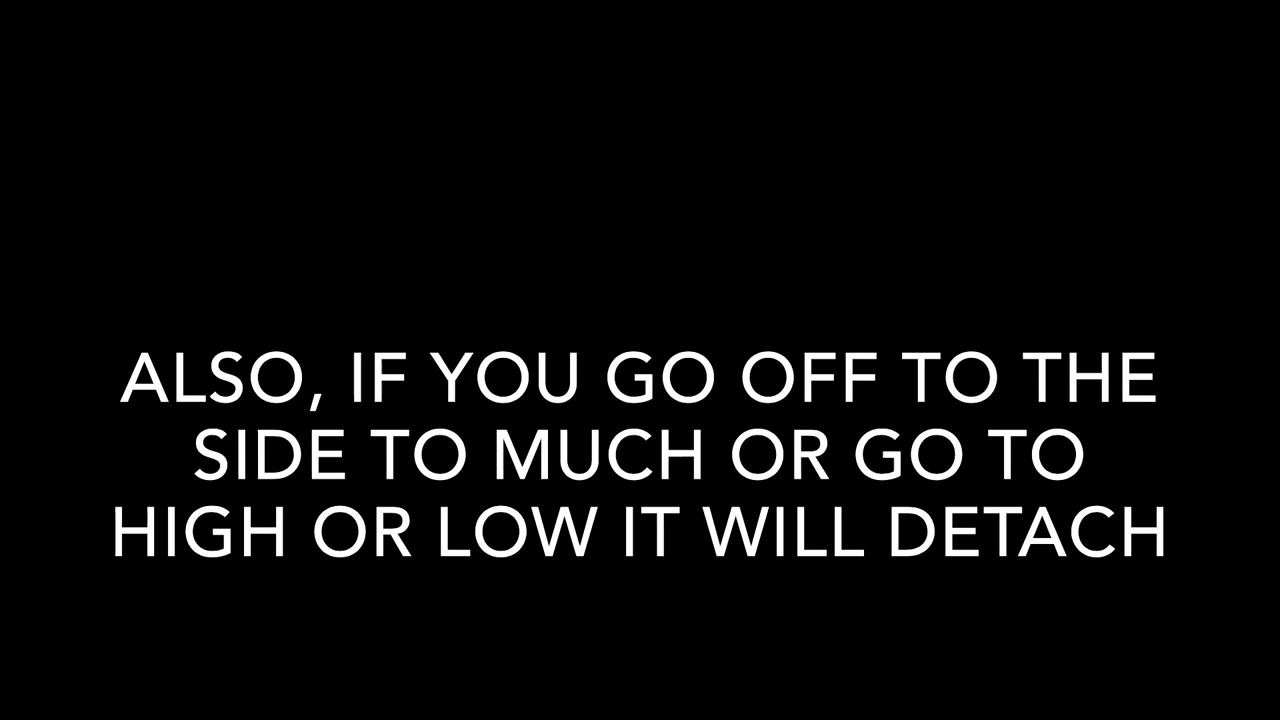 ALSO, IF YOU GO OFF TO THE
SIDE TO MUCH OR GO TO
HIGH OR LOW IT WILL DETACH